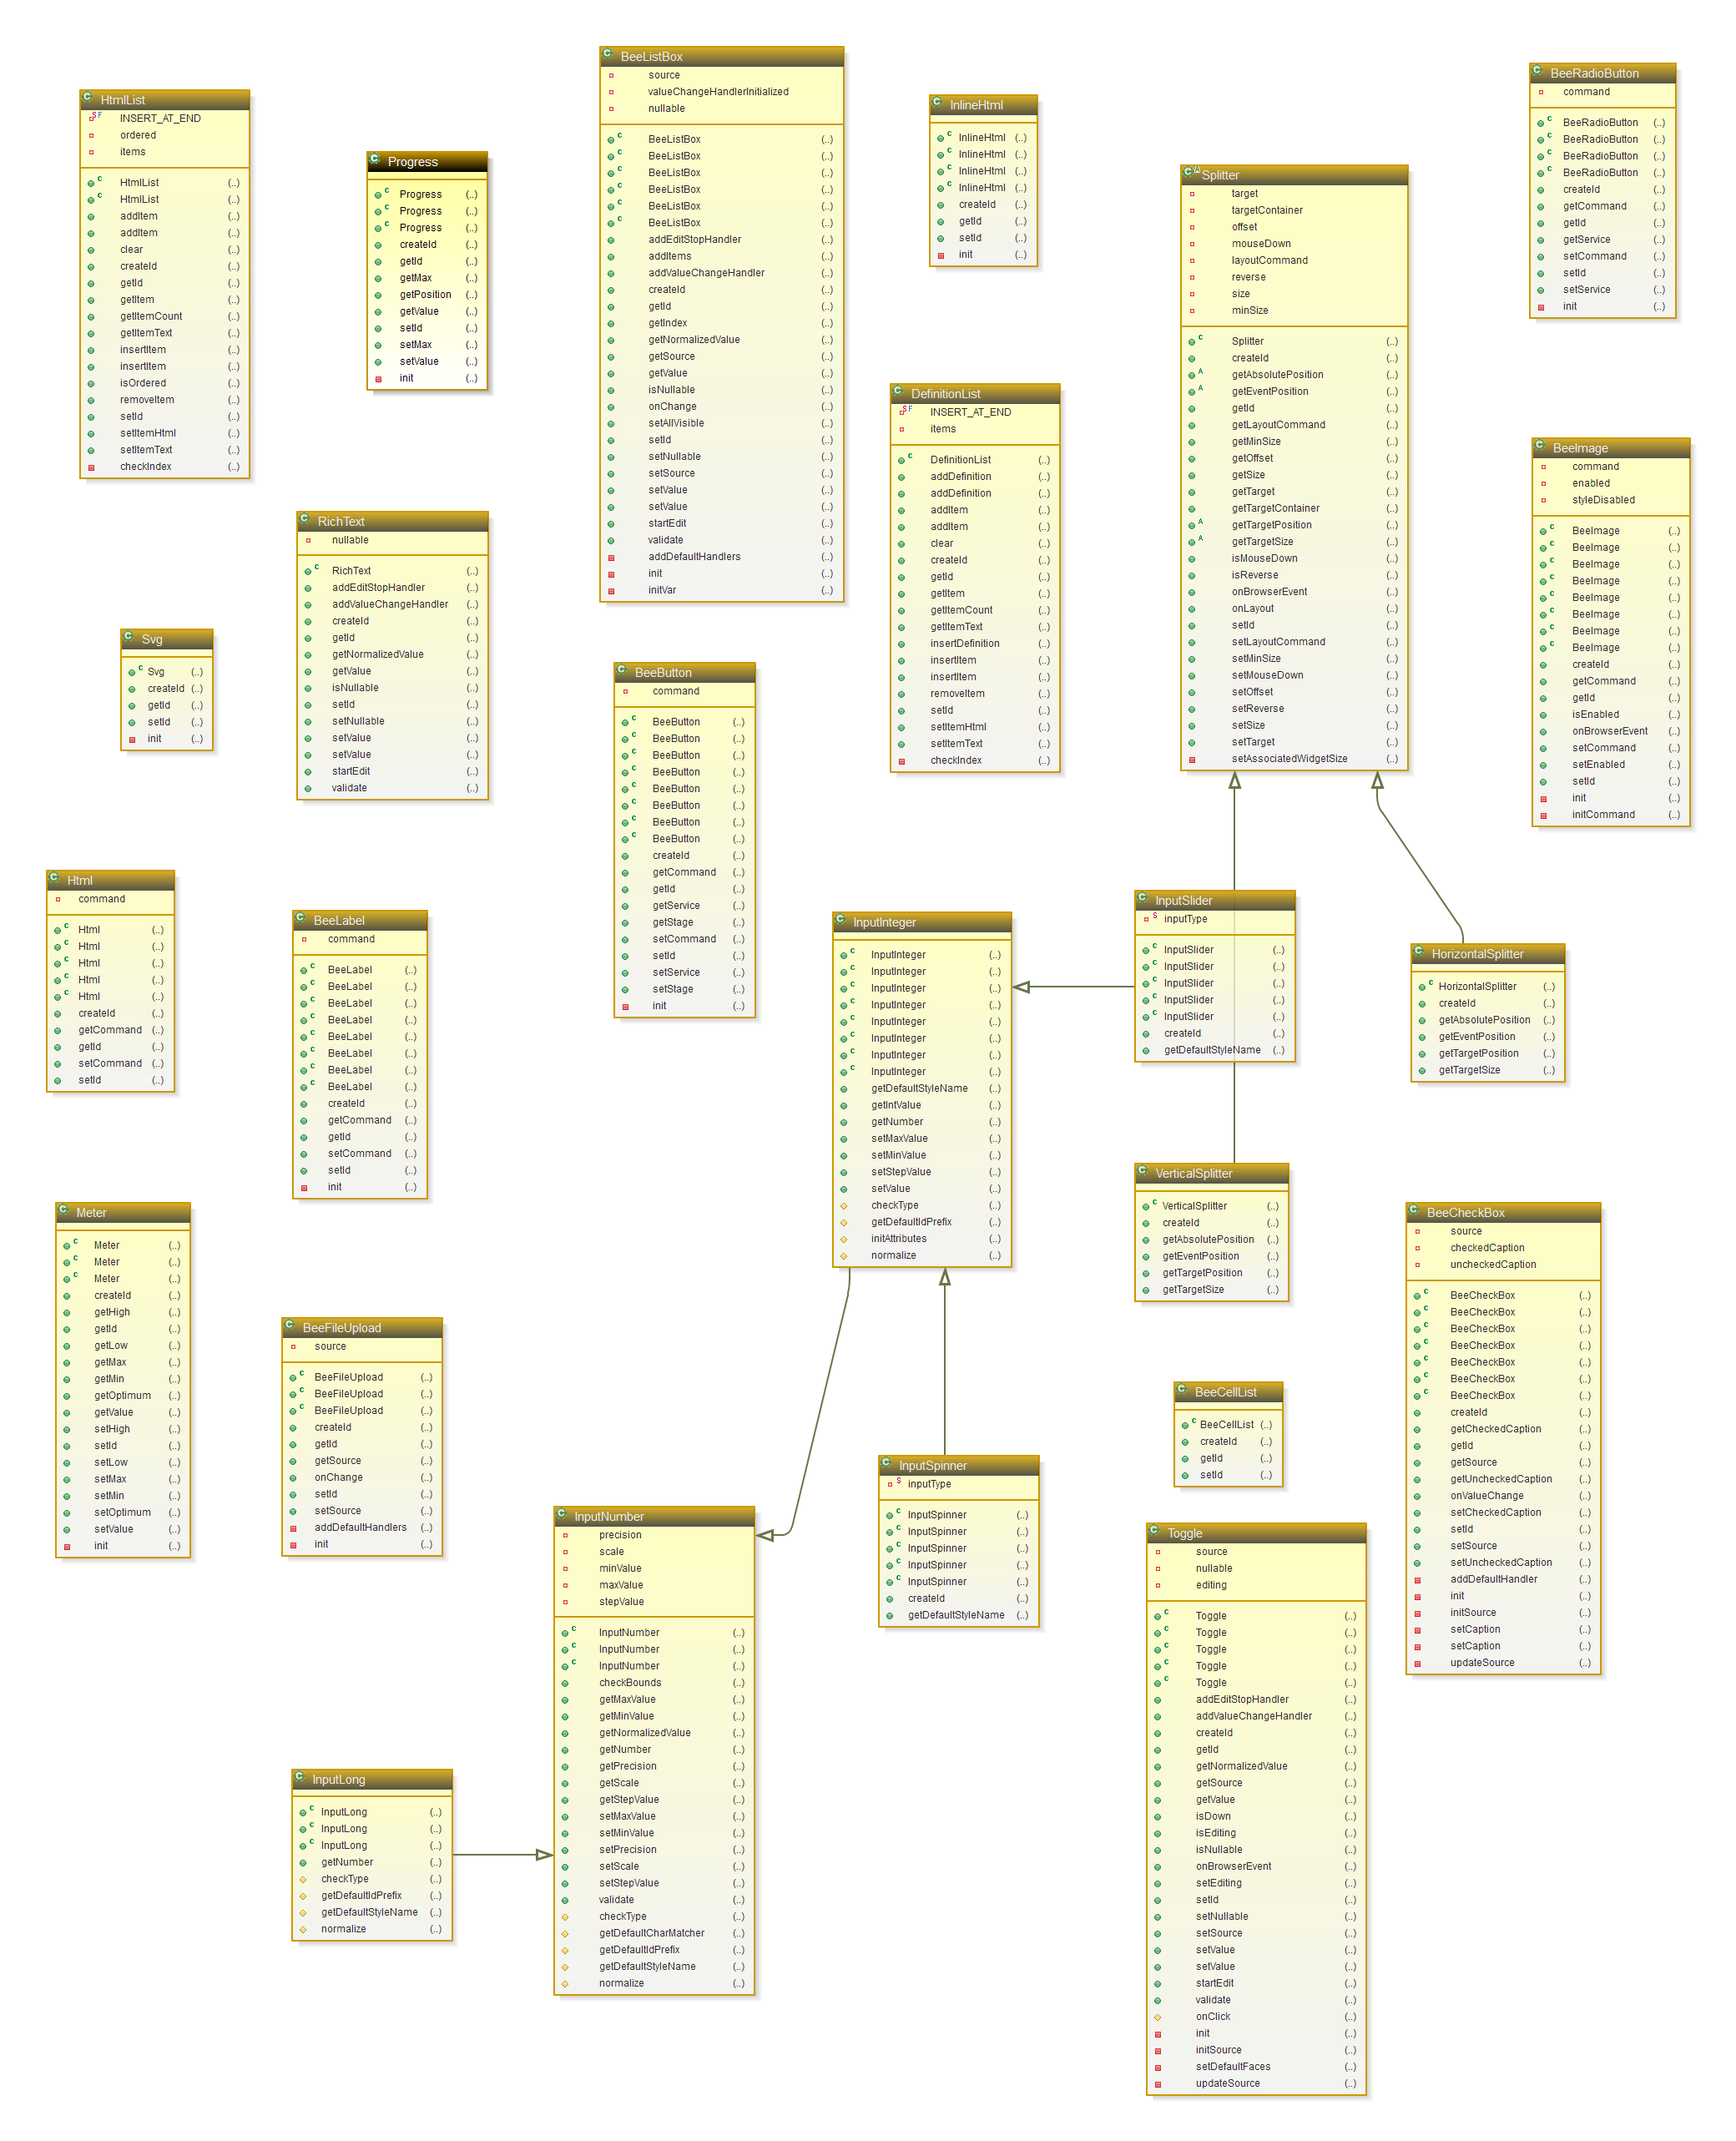 HtmlList
INSERT_AT_END
ordered
items
HtmlList (..)
HtmlList (..)
addItem (..)
addItem (..)
clear (..)
createId (..)
getId (..)
getItem (..)
getItemCount (..)
getItemText (..)
insertItem (..)
insertItem (..)
isOrdered (..)
removeItem (..)
setId (..)
setItemHtml (..)
setItemText (..)
checkIndex (..)
Progress
Progress (..)
Progress (..)
Progress (..)
createId (..)
getId (..)
getMax (..)
getPosition (..)
getValue (..)
setId (..)
setMax (..)
setValue (..)
init (..)
BeeListBox
source
valueChangeHandlerInitialized
nullable
BeeListBox (..)
BeeListBox (..)
BeeListBox (..)
BeeListBox (..)
BeeListBox (..)
BeeListBox (..)
addEditStopHandler (..)
addItems (..)
addValueChangeHandler (..)
createId (..)
getId (..)
getIndex (..)
getNormalizedValue (..)
getSource (..)
getValue (..)
isNullable (..)
onChange (..)
setAllVisible (..)
setId (..)
setNullable (..)
setSource (..)
setValue (..)
setValue (..)
startEdit (..)
validate (..)
addDefaultHandlers (..)
init (..)
initVar (..)
InlineHtml
InlineHtml (..)
InlineHtml (..)
InlineHtml (..)
InlineHtml (..)
createId (..)
getId (..)
setId (..)
init (..)
Splitter
target
targetContainer
offset
mouseDown
layoutCommand
reverse
size
minSize
Splitter (..)
createId (..)
getAbsolutePosition (..)
getEventPosition (..)
getId (..)
getLayoutCommand (..)
getMinSize (..)
getOffset (..)
getSize (..)
getTarget (..)
getTargetContainer (..)
getTargetPosition (..)
getTargetSize (..)
isMouseDown (..)
isReverse (..)
onBrowserEvent (..)
onLayout (..)
setId (..)
setLayoutCommand (..)
setMinSize (..)
setMouseDown (..)
setOffset (..)
setReverse (..)
setSize (..)
setTarget (..)
setAssociatedWidgetSize (..)
BeeRadioButton
command
BeeRadioButton (..)
BeeRadioButton (..)
BeeRadioButton (..)
BeeRadioButton (..)
createId (..)
getCommand (..)
getId (..)
getService (..)
setCommand (..)
setId (..)
setService (..)
init (..)
DefinitionList
INSERT_AT_END
items
DefinitionList (..)
addDefinition (..)
addDefinition (..)
addItem (..)
addItem (..)
clear (..)
createId (..)
getId (..)
getItem (..)
getItemCount (..)
getItemText (..)
insertDefinition (..)
insertItem (..)
insertItem (..)
removeItem (..)
setId (..)
setItemHtml (..)
setItemText (..)
checkIndex (..)
BeeImage
command
enabled
styleDisabled
BeeImage (..)
BeeImage (..)
BeeImage (..)
BeeImage (..)
BeeImage (..)
BeeImage (..)
BeeImage (..)
BeeImage (..)
createId (..)
getCommand (..)
getId (..)
isEnabled (..)
onBrowserEvent (..)
setCommand (..)
setEnabled (..)
setId (..)
init (..)
initCommand (..)
RichText
nullable
RichText (..)
addEditStopHandler (..)
addValueChangeHandler (..)
createId (..)
getId (..)
getNormalizedValue (..)
getValue (..)
isNullable (..)
setId (..)
setNullable (..)
setValue (..)
setValue (..)
startEdit (..)
validate (..)
Svg
Svg (..)
createId (..)
getId (..)
setId (..)
init (..)
BeeButton
command
BeeButton (..)
BeeButton (..)
BeeButton (..)
BeeButton (..)
BeeButton (..)
BeeButton (..)
BeeButton (..)
BeeButton (..)
createId (..)
getCommand (..)
getId (..)
getService (..)
getStage (..)
setCommand (..)
setId (..)
setService (..)
setStage (..)
init (..)
Html
command
Html (..)
Html (..)
Html (..)
Html (..)
Html (..)
createId (..)
getCommand (..)
getId (..)
setCommand (..)
setId (..)
BeeLabel
command
BeeLabel (..)
BeeLabel (..)
BeeLabel (..)
BeeLabel (..)
BeeLabel (..)
BeeLabel (..)
BeeLabel (..)
BeeLabel (..)
createId (..)
getCommand (..)
getId (..)
setCommand (..)
setId (..)
init (..)
InputInteger
InputInteger (..)
InputInteger (..)
InputInteger (..)
InputInteger (..)
InputInteger (..)
InputInteger (..)
InputInteger (..)
InputInteger (..)
getDefaultStyleName (..)
getIntValue (..)
getNumber (..)
setMaxValue (..)
setMinValue (..)
setStepValue (..)
setValue (..)
checkType (..)
getDefaultIdPrefix (..)
initAttributes (..)
normalize (..)
InputSlider
inputType
InputSlider (..)
InputSlider (..)
InputSlider (..)
InputSlider (..)
InputSlider (..)
createId (..)
getDefaultStyleName (..)
HorizontalSplitter
HorizontalSplitter (..)
createId (..)
getAbsolutePosition (..)
getEventPosition (..)
getTargetPosition (..)
getTargetSize (..)
VerticalSplitter
VerticalSplitter (..)
createId (..)
getAbsolutePosition (..)
getEventPosition (..)
getTargetPosition (..)
getTargetSize (..)
Meter
Meter (..)
Meter (..)
Meter (..)
createId (..)
getHigh (..)
getId (..)
getLow (..)
getMax (..)
getMin (..)
getOptimum (..)
getValue (..)
setHigh (..)
setId (..)
setLow (..)
setMax (..)
setMin (..)
setOptimum (..)
setValue (..)
init (..)
BeeFileUpload
source
BeeFileUpload (..)
BeeFileUpload (..)
BeeFileUpload (..)
createId (..)
getId (..)
getSource (..)
onChange (..)
setId (..)
setSource (..)
addDefaultHandlers (..)
init (..)
BeeCheckBox
source
checkedCaption
uncheckedCaption
BeeCheckBox (..)
BeeCheckBox (..)
BeeCheckBox (..)
BeeCheckBox (..)
BeeCheckBox (..)
BeeCheckBox (..)
BeeCheckBox (..)
createId (..)
getCheckedCaption (..)
getId (..)
getSource (..)
getUncheckedCaption (..)
onValueChange (..)
setCheckedCaption (..)
setId (..)
setSource (..)
setUncheckedCaption (..)
addDefaultHandler (..)
init (..)
initSource (..)
setCaption (..)
setCaption (..)
updateSource (..)
BeeCellList
BeeCellList (..)
createId (..)
getId (..)
setId (..)
InputSpinner
inputType
InputSpinner (..)
InputSpinner (..)
InputSpinner (..)
InputSpinner (..)
InputSpinner (..)
createId (..)
getDefaultStyleName (..)
InputNumber
precision
scale
minValue
maxValue
stepValue
InputNumber (..)
InputNumber (..)
InputNumber (..)
checkBounds (..)
getMaxValue (..)
getMinValue (..)
getNormalizedValue (..)
getNumber (..)
getPrecision (..)
getScale (..)
getStepValue (..)
setMaxValue (..)
setMinValue (..)
setPrecision (..)
setScale (..)
setStepValue (..)
validate (..)
checkType (..)
getDefaultCharMatcher (..)
getDefaultIdPrefix (..)
getDefaultStyleName (..)
normalize (..)
Toggle
source
nullable
editing
Toggle (..)
Toggle (..)
Toggle (..)
Toggle (..)
Toggle (..)
addEditStopHandler (..)
addValueChangeHandler (..)
createId (..)
getId (..)
getNormalizedValue (..)
getSource (..)
getValue (..)
isDown (..)
isEditing (..)
isNullable (..)
onBrowserEvent (..)
setEditing (..)
setId (..)
setNullable (..)
setSource (..)
setValue (..)
setValue (..)
startEdit (..)
validate (..)
onClick (..)
init (..)
initSource (..)
setDefaultFaces (..)
updateSource (..)
InputLong
InputLong (..)
InputLong (..)
InputLong (..)
getNumber (..)
checkType (..)
getDefaultIdPrefix (..)
getDefaultStyleName (..)
normalize (..)